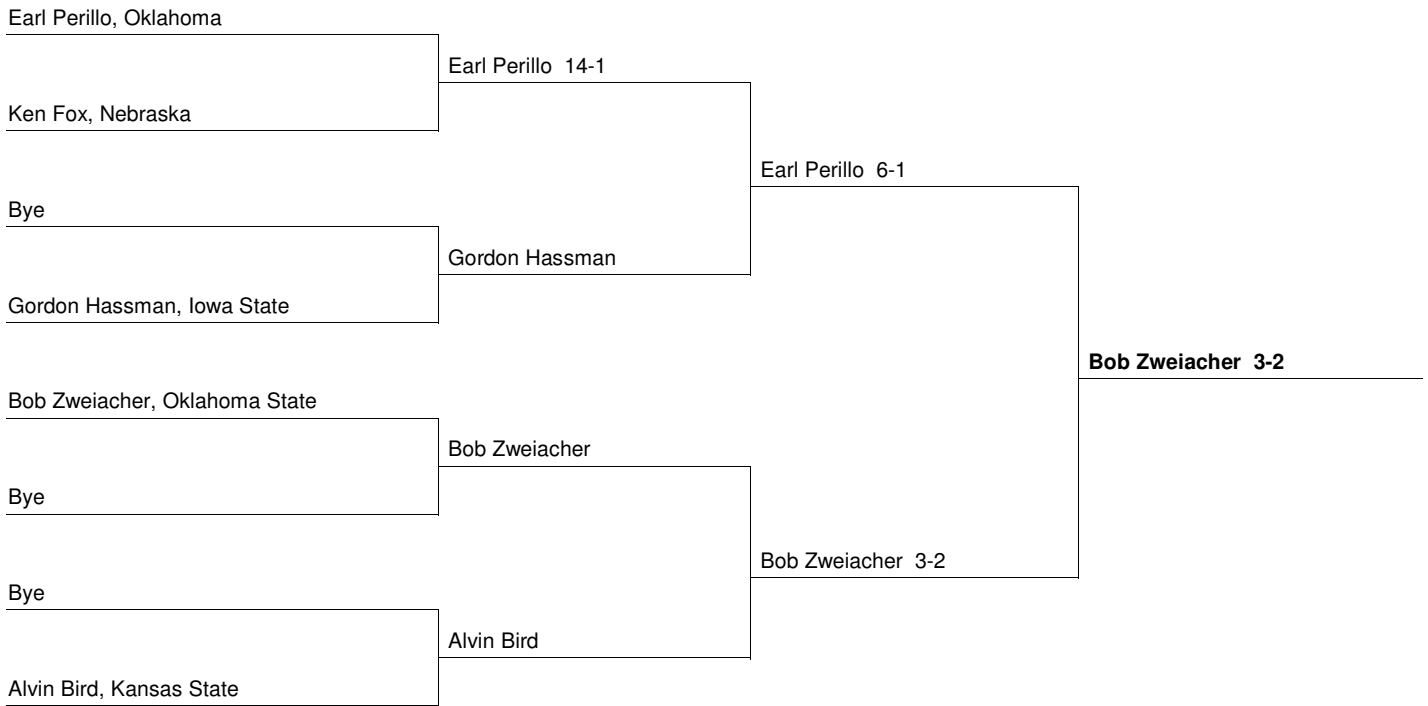 Earl Perillo, Oklahoma
Earl Perillo 14-1
Ken Fox, Nebraska
Earl Perillo 6-1
Bye
Gordon Hassman
Gordon Hassman, Iowa State
Bob Zweiacher 3-2
Bob Zweiacher, Oklahoma State
Bob Zweiacher
Bye
Bob Zweiacher 3-2
Bye
Alvin Bird
Alvin Bird, Kansas State